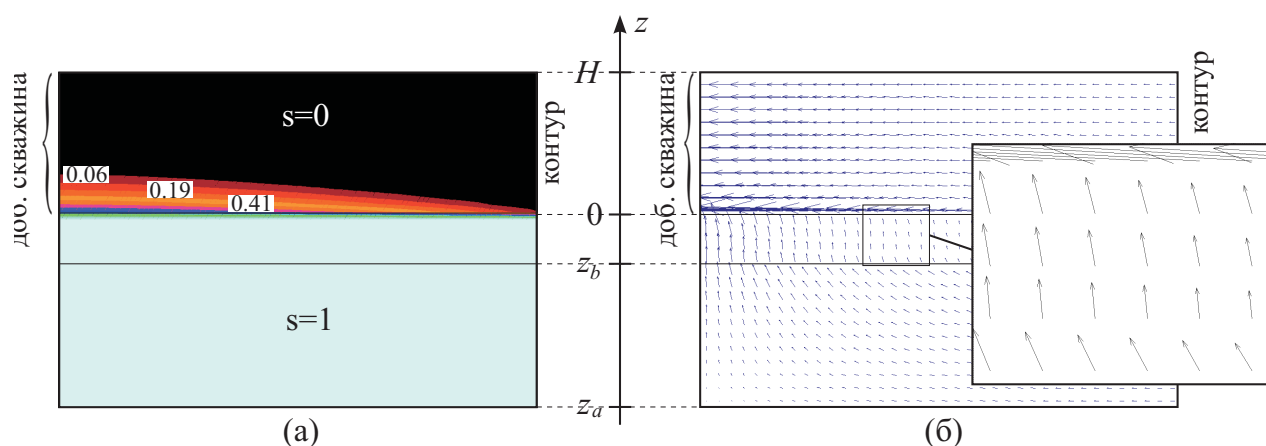 z
доб. скважина
s=0
0.06
0.19
0.41
контур
s=1
(а)
H
0
z_b
z_a
доб. скважина
контур
(б)